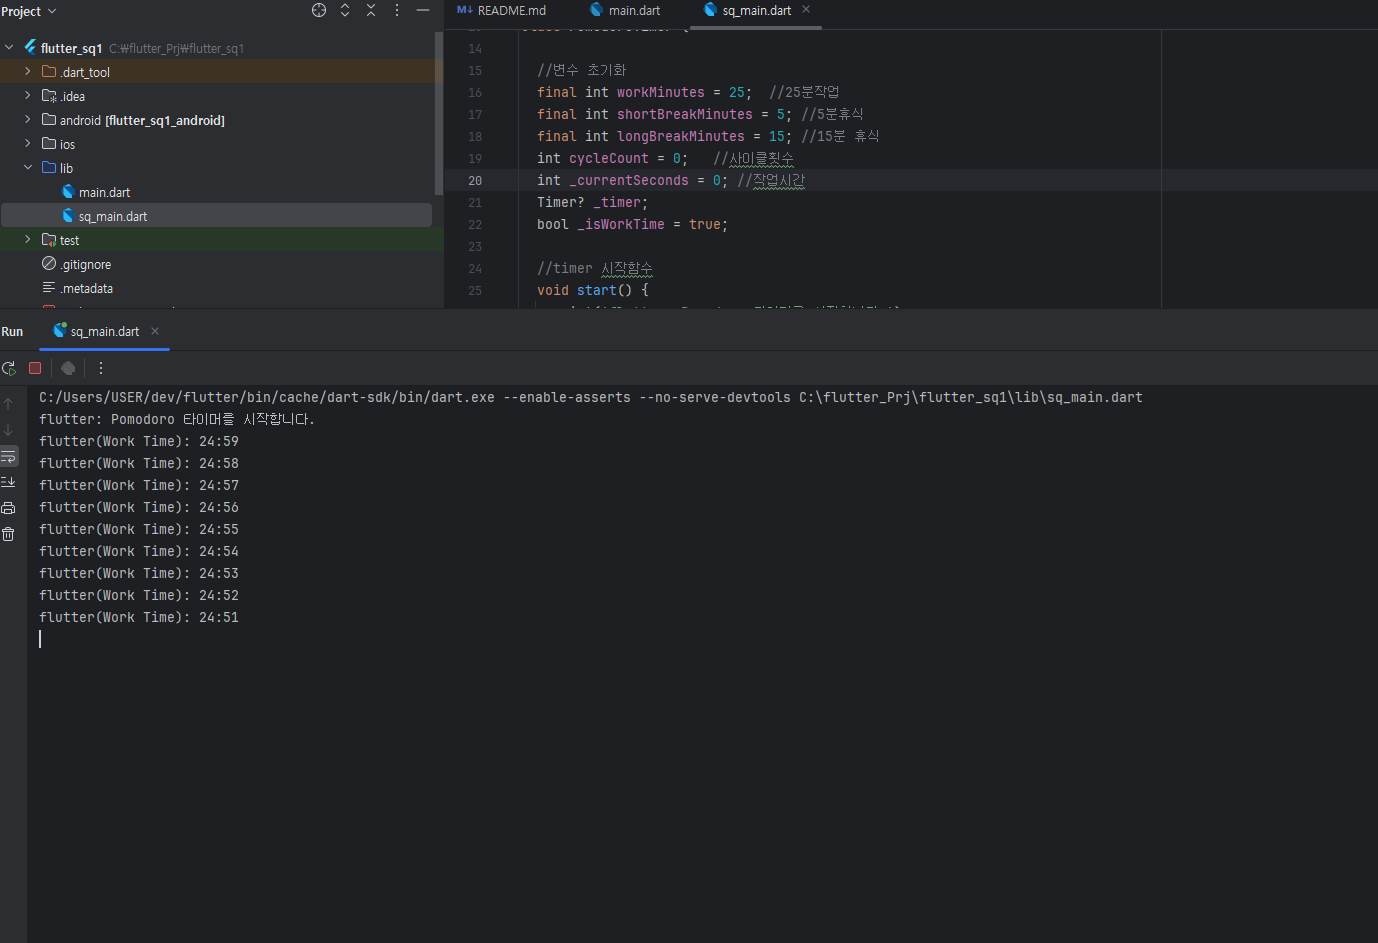 Project
flutter_sq1 C:₩flutter_Prj₩flutter_sq1
.dart_tool
.idea
android [flutter_sq1_android]
ios
lib
main.dart
sq_main.dart
test
.gitignore
.metadata
M↓ README.md
main.dart
sq_main.dart
14
15 //변수 초기화
16 final int workMinutes = 25; //25분작업
17 final int shortBreakMinutes = 5; //5분휴식
18 final int longBreakMinutes = 15; //15분 휴식
19 int cycleCount = 0; //사이클횟수
20 int _currentSeconds = 0; //작업시간
21 Timer? _timer;
22 bool _isWorkTime = true;
23
24 //timer 시작함수
25 void start() {
Run sq_main.dart
C:/Users/USER/dev/flutter/bin/cache/dart-sdk/bin/dart.exe --enable-asserts --no-serve-devtools C:\flutter_Prj\flutter_sq1\lib\sq_main.dart
flutter: Pomodoro 타이머를 시작합니다.
flutter(Work Time): 24:59
flutter(Work Time): 24:58
flutter(Work Time): 24:57
flutter(Work Time): 24:56
flutter(Work Time): 24:55
flutter(Work Time): 24:54
flutter(Work Time): 24:53
flutter(Work Time): 24:52
flutter(Work Time): 24:51